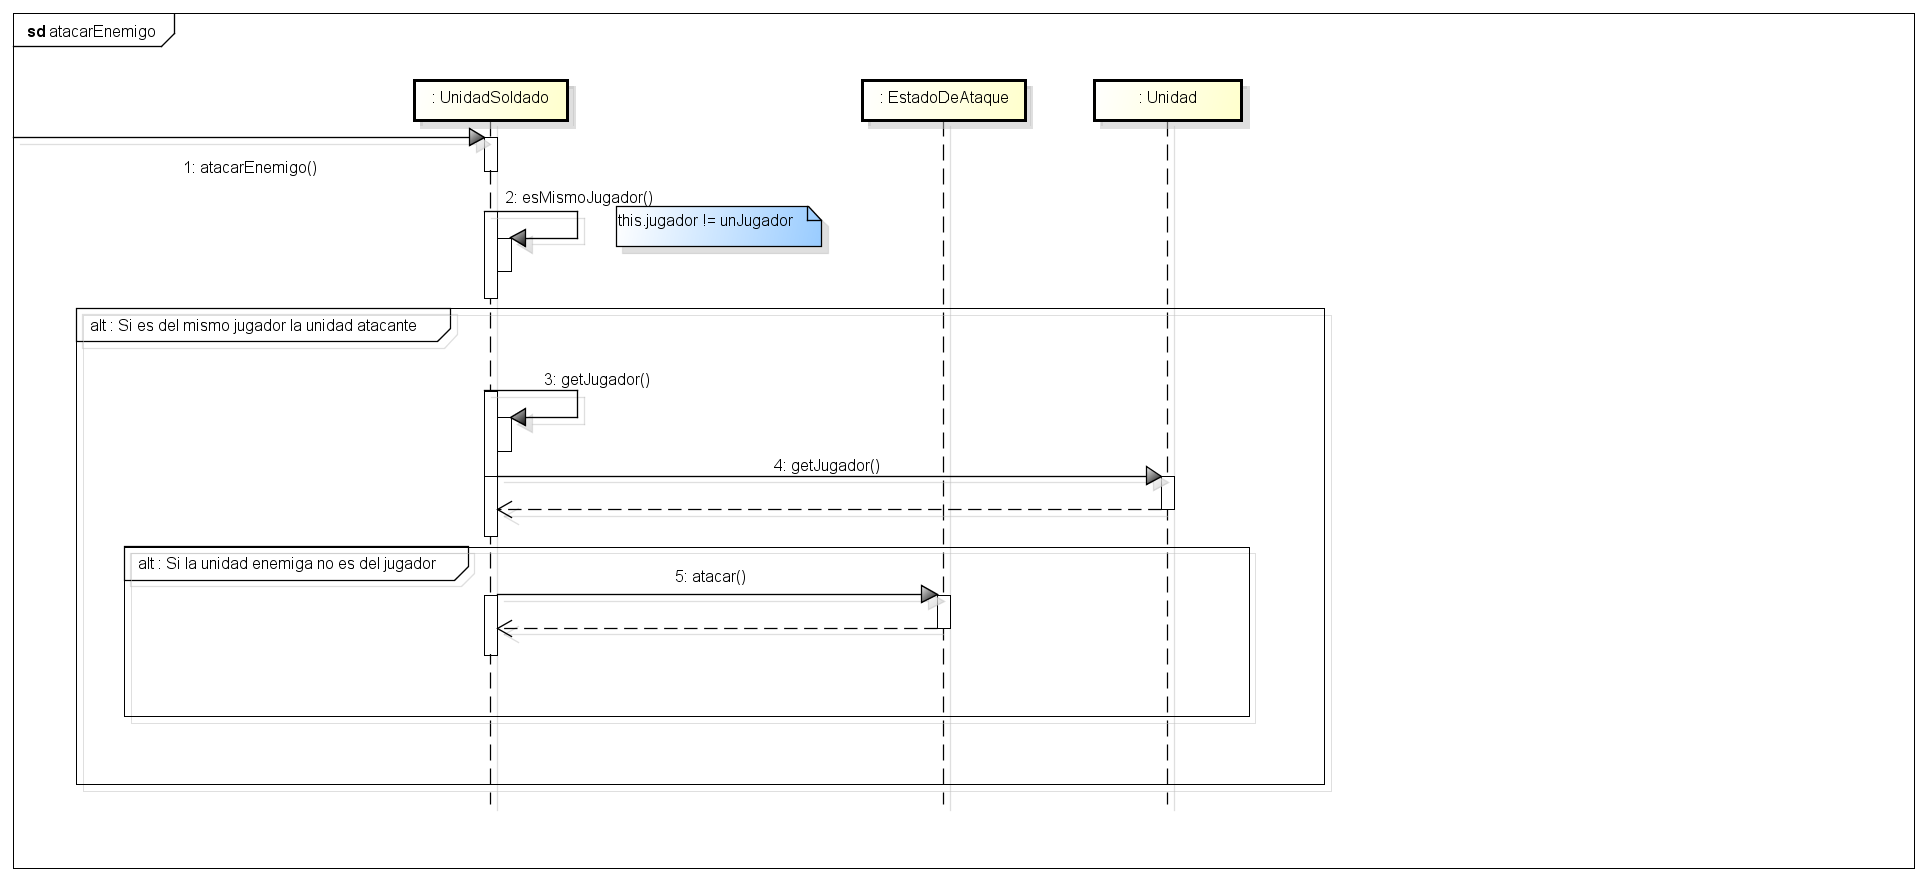 sd atacarEnemigo
: UnidadSoldado
: EstadoDeAtaque
: Unidad
1: atacarEnemigo()
2: esMismoJugador()
this.jugador != unJugador
alt : Si es del mismo jugador la unidad atacante
3: getJugador()
4: getJugador()
alt : Si la unidad enemiga no es del jugador
5: atacar()